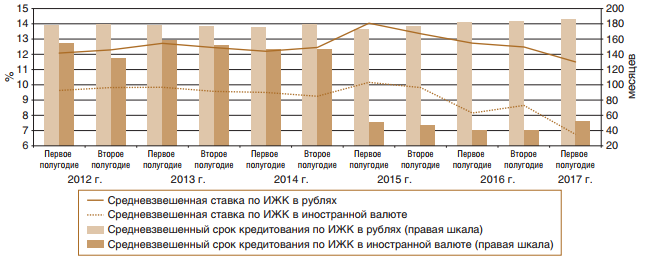 15
14
13
12
11
10
9
8
7
6
%
200
180
160
140
120
100
80
60
40
20
месяцев
Первое полугодие
Второе полугодие
Первое полугодие
Второе полугодие
Первое полугодие
Второе полугодие
Первое полугодие
Второе полугодие
Первое полугодие
Второе полугодие
Первое полугодие
2012 г.
2013 г.
2014 г.
2015 г.
2016 г.
2017 г.
Средневзвешенная ставка по ИЖК в рублях
Средневзвешенная ставка по ИЖК в иностранной валюте
Средневзвешенный срок кредитования по ИЖК в рублях (правая шкала)
Средневзвешенный срок кредитования по ИЖК в иностранной валюте (правая шкала)